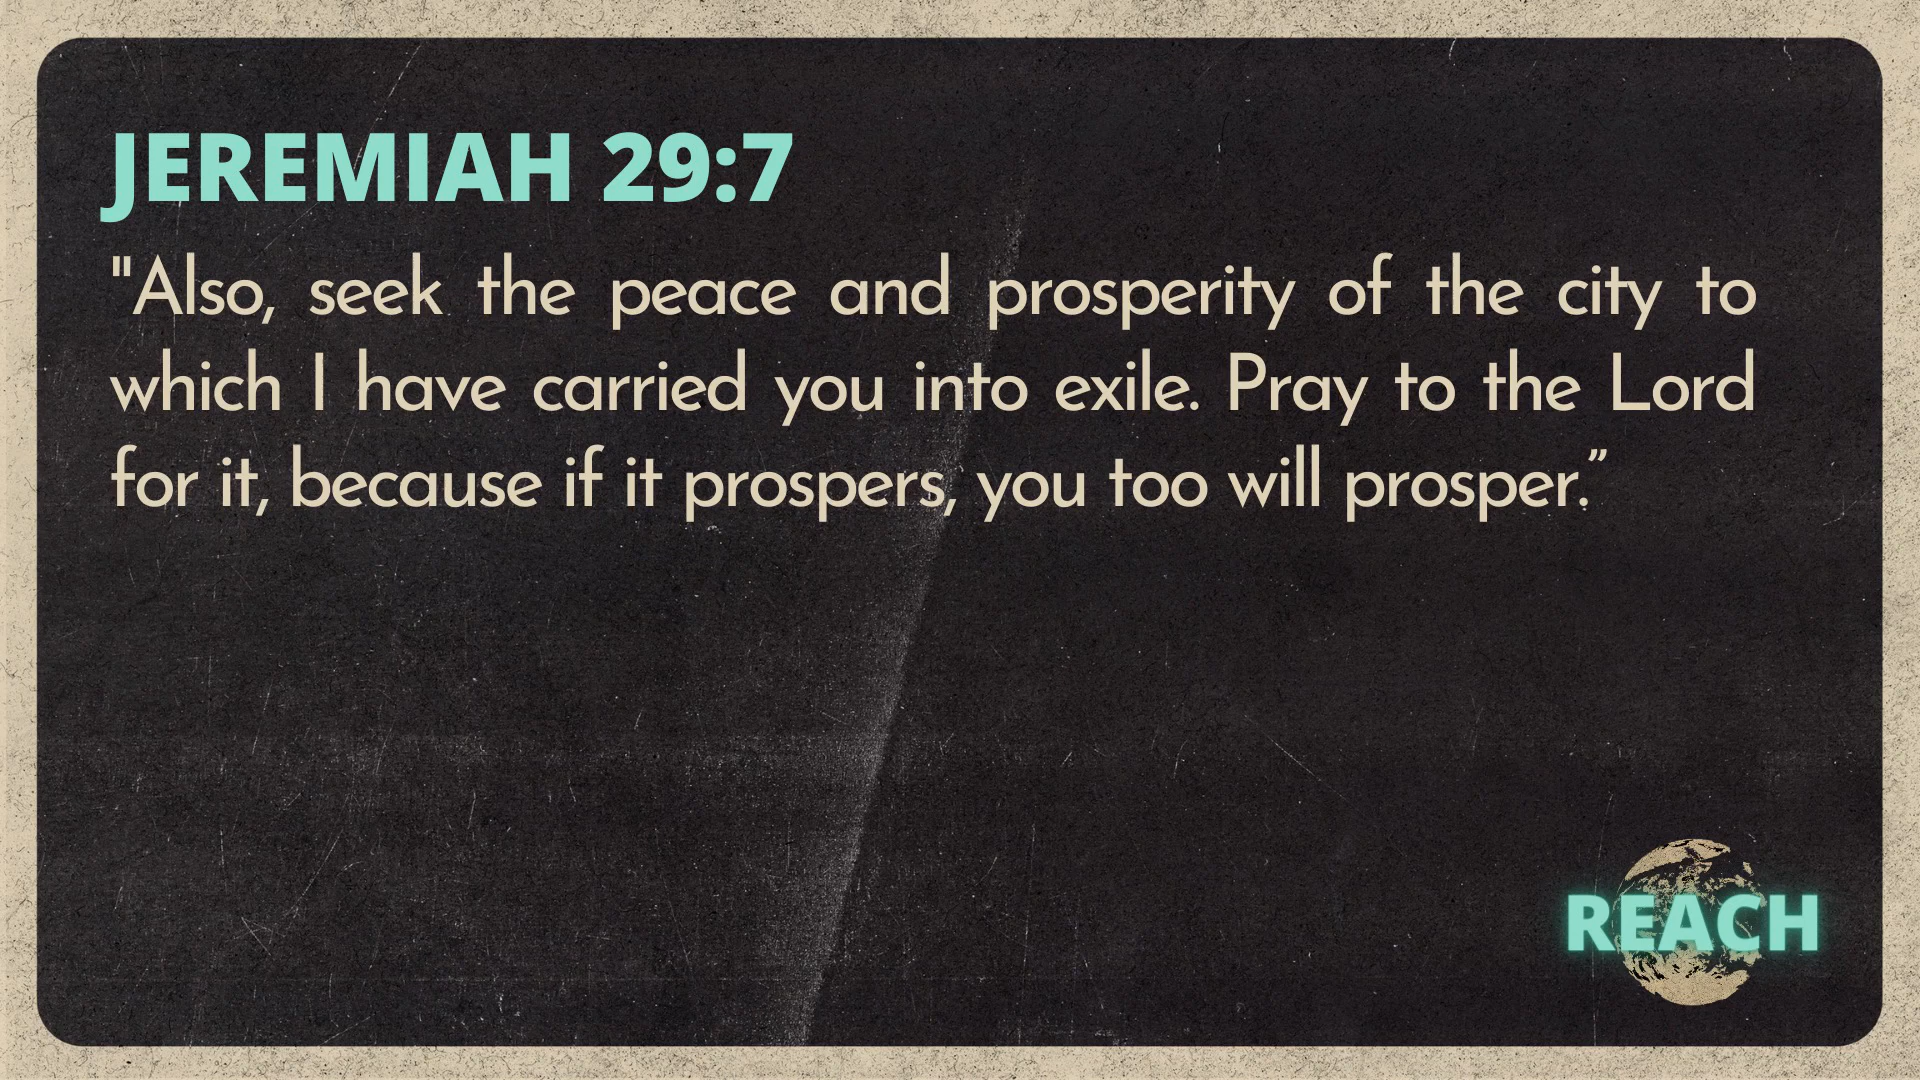 JEREMIAH 29:7
"Also, seek the peace and prosperity of the city to
which I have carried you into exile. Pray to the Lord
for it, because if it prospers, you too will prosper.”
REACH